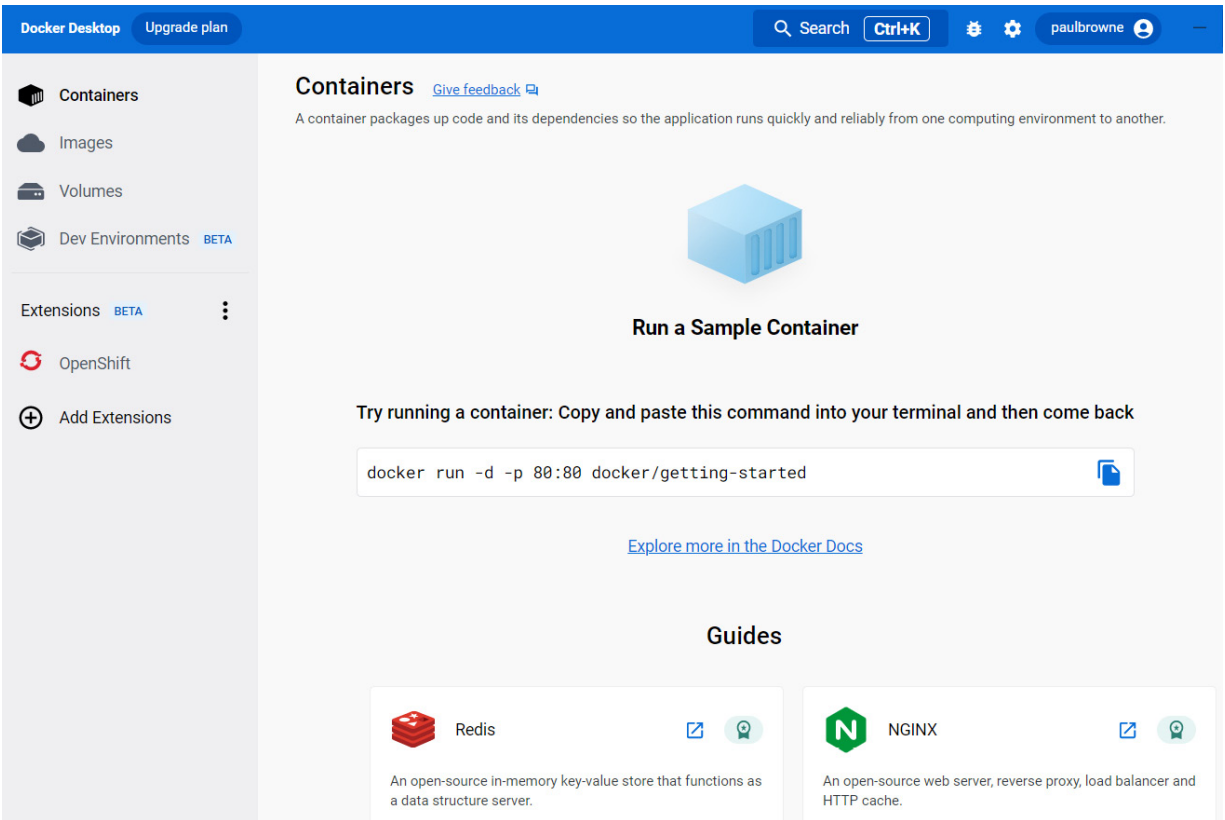 Docker Desktop Upgrade plan Search Ctrl+K paulbrowne
Containers
Images
Volumes
Dev Environments BETA
Extensions BETA
OpenShift
Add Extensions
Containers Give feedback
A container packages up code and its dependencies so the application runs quickly and reliably from one computing environment to another.
Run a Sample Container
Try running a container: Copy and paste this command into your terminal and then come back
docker run -d -p 80:80 docker/getting-started
Explore more in the Docker Docs
Guides
Redis
An open-source in-memory key-value store that functions as
a data structure server.
N NGINX
An open-source web server, reverse proxy, load balancer and
HTTP cache.